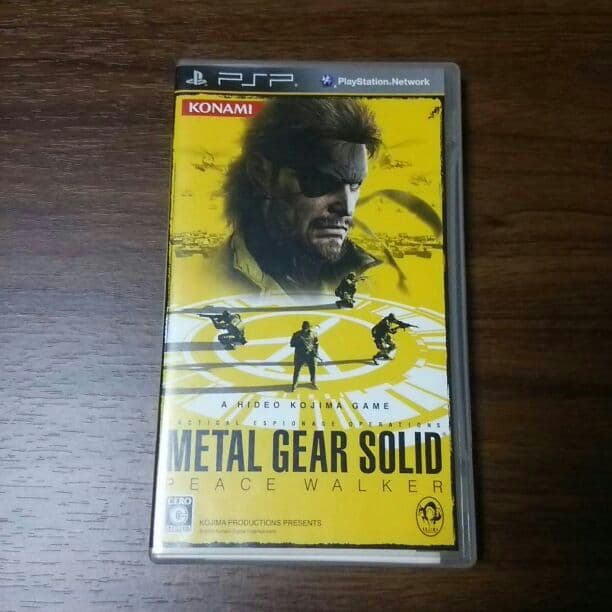 PSP
PlayStation Network
KONAMI
A HIDEO KOJIMA GAME
TACTICAL ESPIONAGE OPERATIONS
METAL GEAR SOLID
PEACE WALKER
CERO
C
KOJIMA PRODUCTIONS PRESENTS